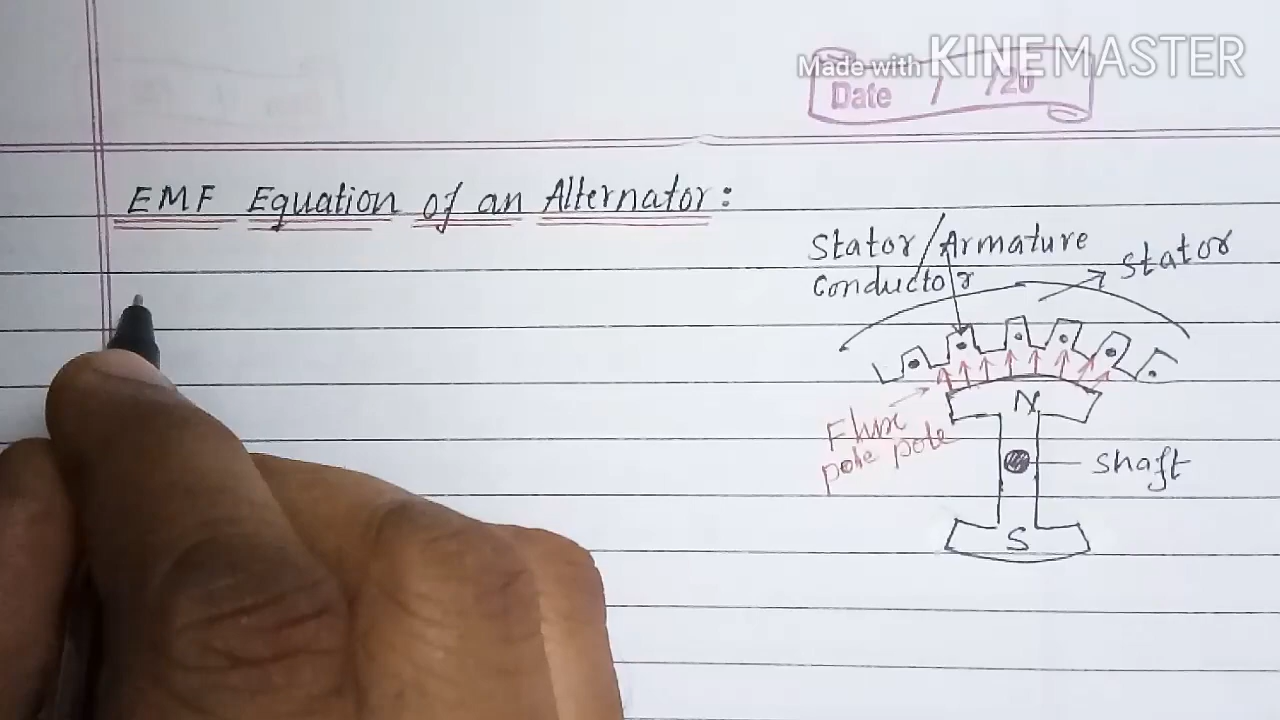 Made with KINEMASTER
Date / /20
EMF Equation of an Alternator:
Stator/Armature
Conductor
Stator
N
Flux
pole pole
Shaft
S